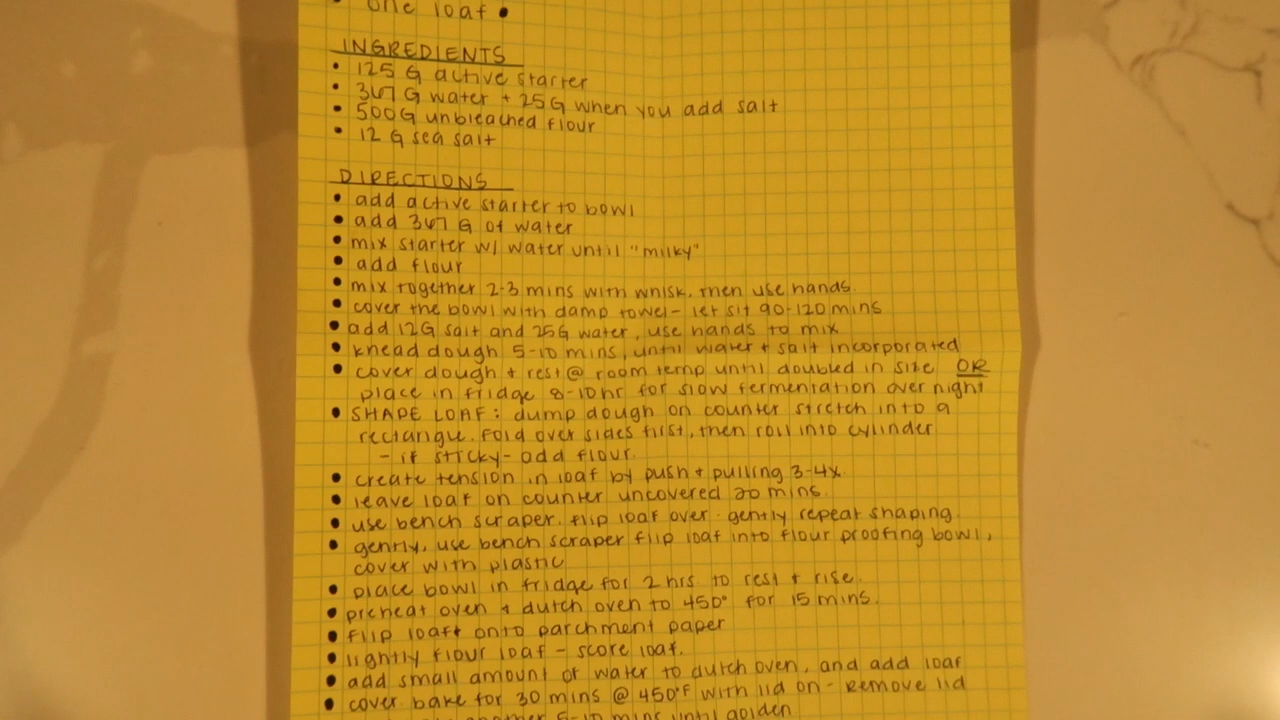 • one loaf •
INGREDIENTS
• 125 G active starter
• 367 G water + 25G when you add salt
• 500G unbleached flour
• 12 G sea salt
DIRECTIONS
• add active starter to bowl
• add 367 G of water
• mix starter w/ water until "milky"
• add flour
• mix together 2-3 mins with whisk, then use hands.
• cover the bowl with damp towel - let sit 90-120 mins
• add 12G salt and 25G water, use hands to mix
• knead dough 5-10 mins, until water + salt incorporated
• cover dough + rest @ room temp until doubled in size OR
place in fridge 8-10hr for slow fermentation over night
• SHAPE LOAF: dump dough on counter stretch into a
rectangle. Fold over sides first, then roll into cylinder
- if sticky- add flour.
• create tension in loaf by push + pulling 3-4x.
• leave loaf on counter uncovered 20 mins.
• use bench scraper. flip loaf over - gently repeat shaping
• gently, use bench scraper flip loaf into flour proofing bowl,
cover with plastic
• place bowl in fridge for 2 hrs to rest + rise.
• preheat oven + dutch oven to 450° for 15 mins.
• flip loaft onto parchment paper
• lightly flour loaf - score loaf.
• add small amount of water to dutch oven, and add loaf
• cover bake for 30 mins @ 450°F with lid on - Remove lid
another 5-10 mins until golden